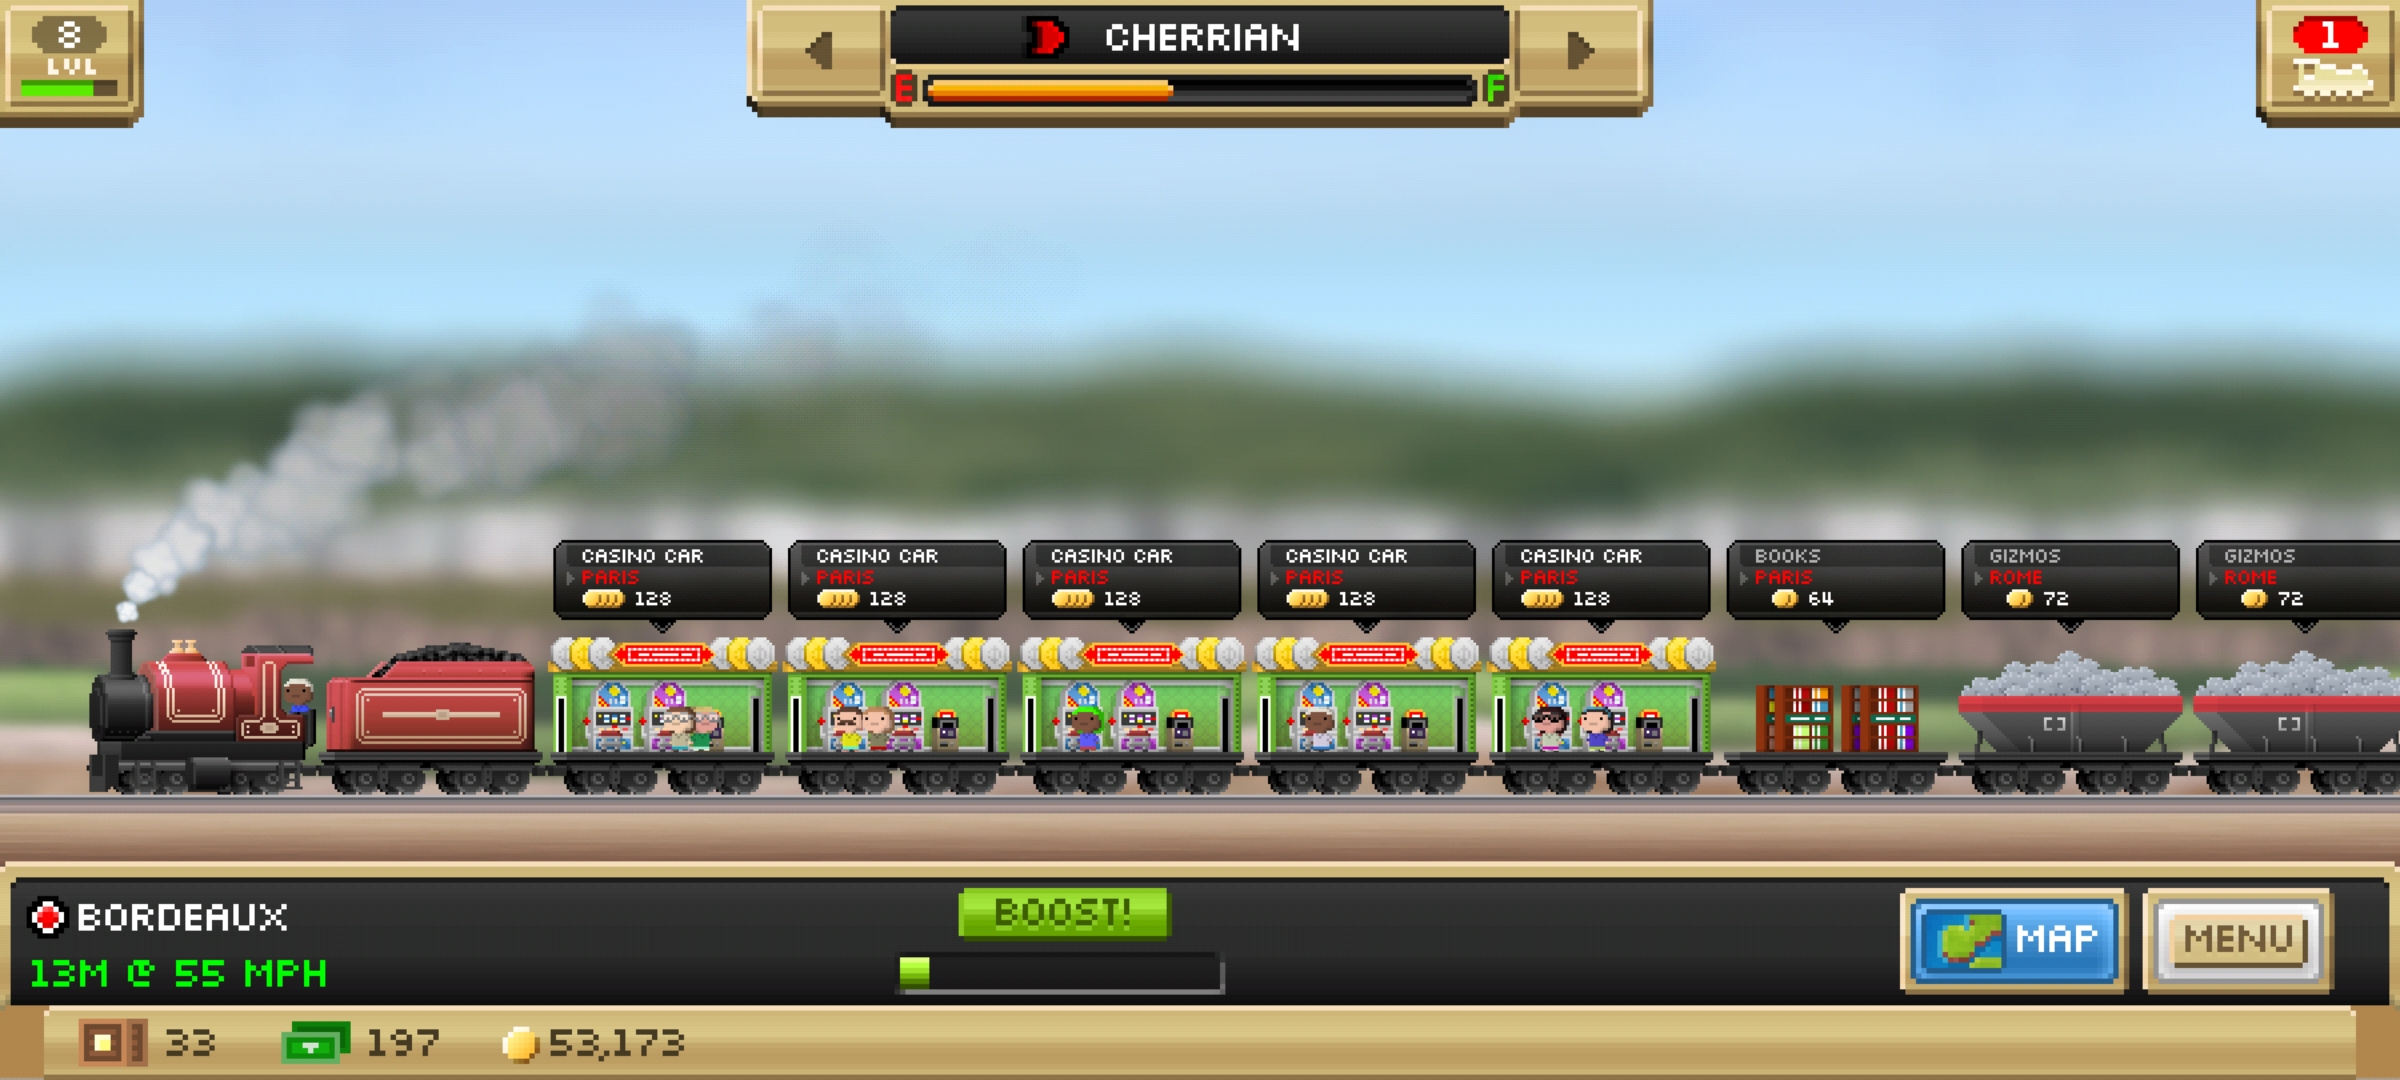 8
LVL
CHERRIAN
E F
1
CASINO CAR
PARIS
128
CASINO CAR
PARIS
128
CASINO CAR
PARIS
128
CASINO CAR
PARIS
128
CASINO CAR
PARIS
128
BOOKS
PARIS
64
GIZMOS
ROME
72
GIZMOS
ROME
72
BORDEAUX
13M @ 55 MPH
BOOST!
MAP
MENU
33
197
53,173